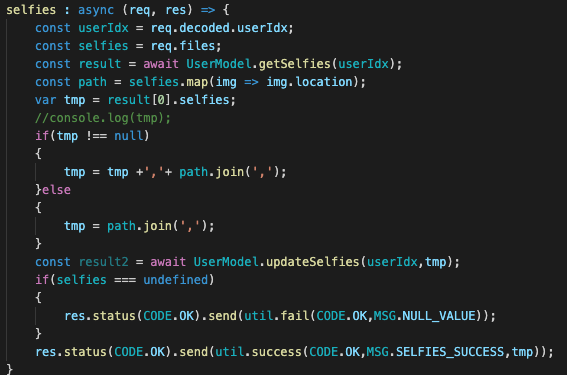 selfies : async (req, res) => {
    const userIdx = req.decoded.userIdx;
    const selfies = req.files;
    const result = await UserModel.getSelfies(userIdx);
    const path = selfies.map(img => img.location);
    var tmp = result[0].selfies;
    //console.log(tmp);
    if(tmp !== null)
    {
        tmp = tmp +','+ path.join(',');
    }else
    {
        tmp = path.join(',');
    }
    const result2 = await UserModel.updateSelfies(userIdx,tmp);
    if(selfies === undefined)
    {
        res.status(CODE.OK).send(util.fail(CODE.OK,MSG.NULL_VALUE));
    }
    res.status(CODE.OK).send(util.success(CODE.OK,MSG.SELFIES_SUCCESS,tmp));
}